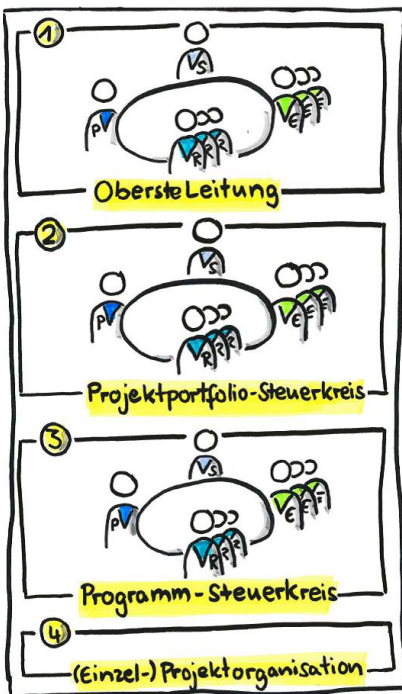 1
S
P
E E E
R R R
Oberste Leitung
2
S
P
E E E
R R R
Projektportfolio-Steuerkreis
3
S
P
E E E
R R R
Programm-Steuerkreis
4
(Einzel-) Projektorganisation